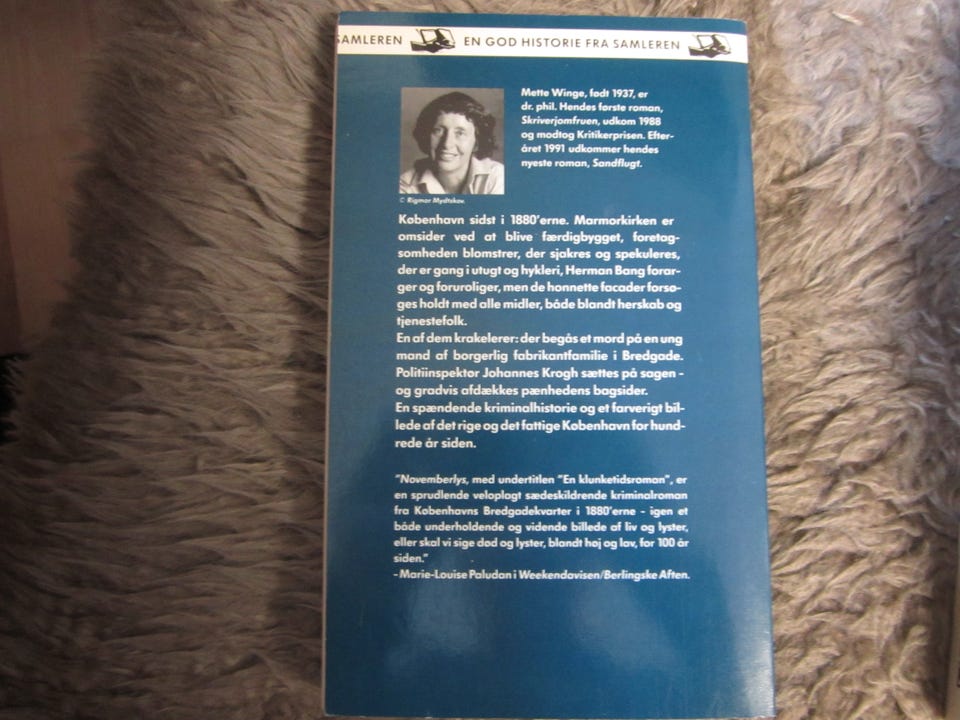 SAMLEREN EN GOD HISTORIE FRA SAMLEREN
Mette Winge, født 1937, er
dr. phil. Hendes første roman,
Skriverjomfruen, udkom 1988
og modtog Kritikerprisen. Efter-
året 1991 udkommer hendes
nyeste roman, Sandflugt.
© Rigmor Mydtskov.
København sidst i 1880'erne. Marmorkirken er
omsider ved at blive færdigbygget, foretag-
somheden blomstrer, der sjakres og spekuleres,
der er gang i utugt og hykleri, Herman Bang forar-
ger og foruroliger, men de honnette facader forsø-
ges holdt med alle midler, både blandt herskab og
tjenestefolk.
En af dem krakelerer: der begås et mord på en ung
mand af borgerlig fabrikantfamilie i Bredgade.
Politiinspektør Johannes Krogh sættes på sagen -
og gradvis afdækkes pænhedens bagsider.
En spændende kriminalhistorie og et farverigt bil-
lede af det rige og det fattige København for hund-
rede år siden.
"Novemberlys, med undertitlen "En klunketidsroman", er
en sprudlende veloplagt sædeskildrende kriminalroman
fra Københavns Bredgadekvarter i 1880'erne - igen et
både underholdende og vidende billede af liv og lyster,
eller skal vi sige død og lyster, blandt høj og lav, for 100 år
siden."
- Marie-Louise Paludan i Weekendavisen/Berlingske Aften.